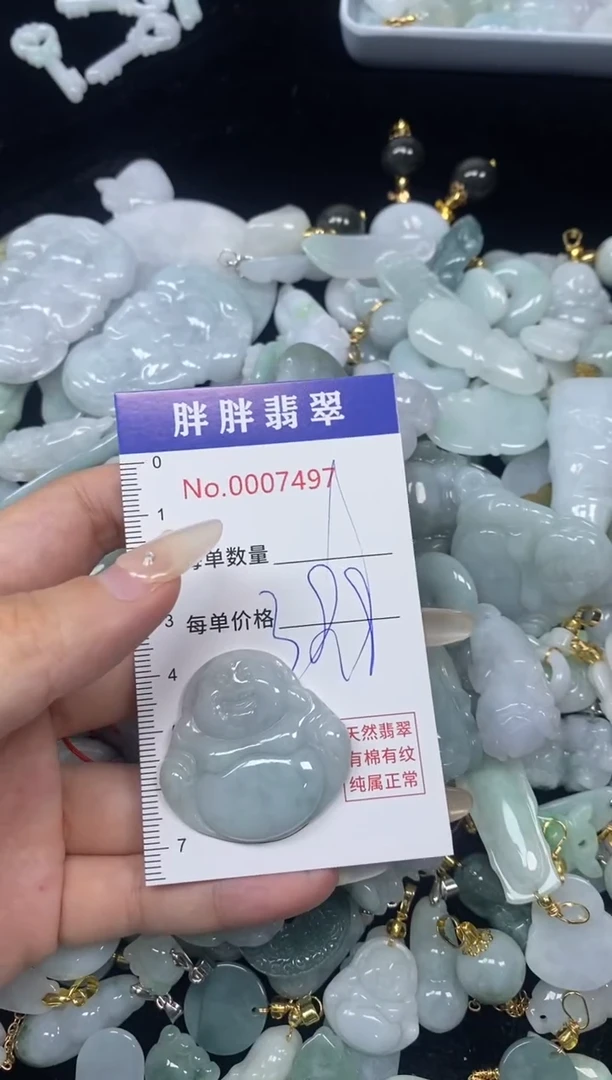 胖胖翡翠
No.0007497
0
1
每单数量
3
每单价格
4
天然翡翠
有棉有纹
纯属正常
7